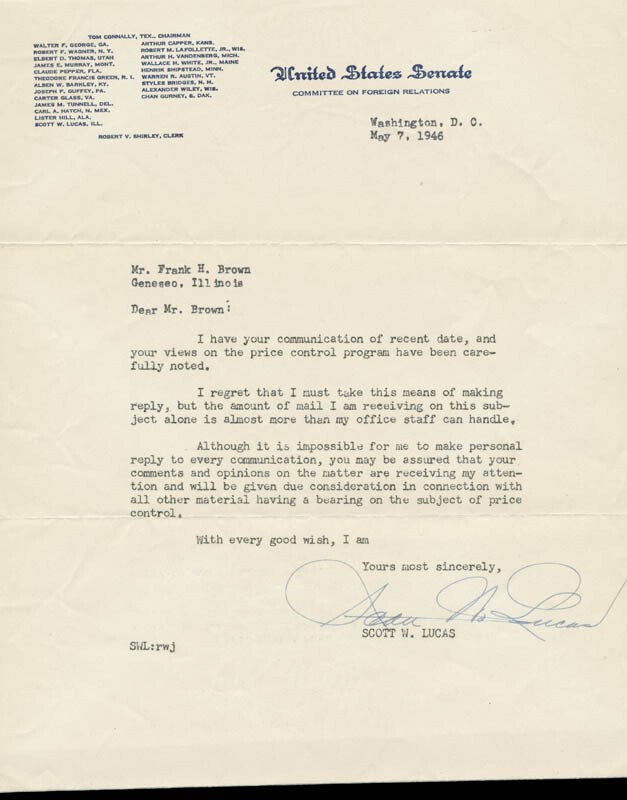 TOM CONNALLY, TEX., CHAIRMAN
WALTER F. GEORGE, GA.
ROBERT F. WAGNER, N. Y.
ELBERT D. THOMAS, UTAH
JAMES E. MURRAY, MONT.
CLAUDE PEPPER, FLA.
THEODORE FRANCIS GREEN, R. I.
ALBEN W. BARKLEY, KY.
JOSEPH F. GUFFEY, PA.
CARTER GLASS, VA.
JAMES M. TUNNELL, DEL.
CARL A. HATCH, N. MEX.
LISTER HILL, ALA.
SCOTT W. LUCAS, ILL.
ARTHUR CAPPER, KANS.
ROBERT M. LA FOLLETTE, JR., WIS.
ARTHUR H. VANDENBERG, MICH.
WALLACE H. WHITE, JR., MAINE
HENRIK SHIPSTEAD, MINN.
WARREN R. AUSTIN, VT.
STYLES BRIDGES, N. H.
ALEXANDER WILEY, WIS.
CHAN GURNEY, S. DAK.
ROBERT V. SHIRLEY, CLERK
United States Senate
COMMITTEE ON FOREIGN RELATIONS
Washington, D. C.
May 7, 1946
Mr. Frank H. Brown
Geneseo, Illinois
Dear Mr. Brown:
I have your communication of recent date, and
your views on the price control program have been care-
fully noted.
I regret that I must take this means of making
reply, but the amount of mail I am receiving on this sub-
ject alone is almost more than my office staff can handle.
Although it is impossible for me to make personal
reply to every communication, you may be assured that your
comments and opinions on the matter are receiving my atten-
tion and will be given due consideration in connection with
all other material having a bearing on the subject of price
control.
With every good wish, I am
Yours most sincerely,
Scott W. Lucas
SCOTT W. LUCAS
SWL:rwj